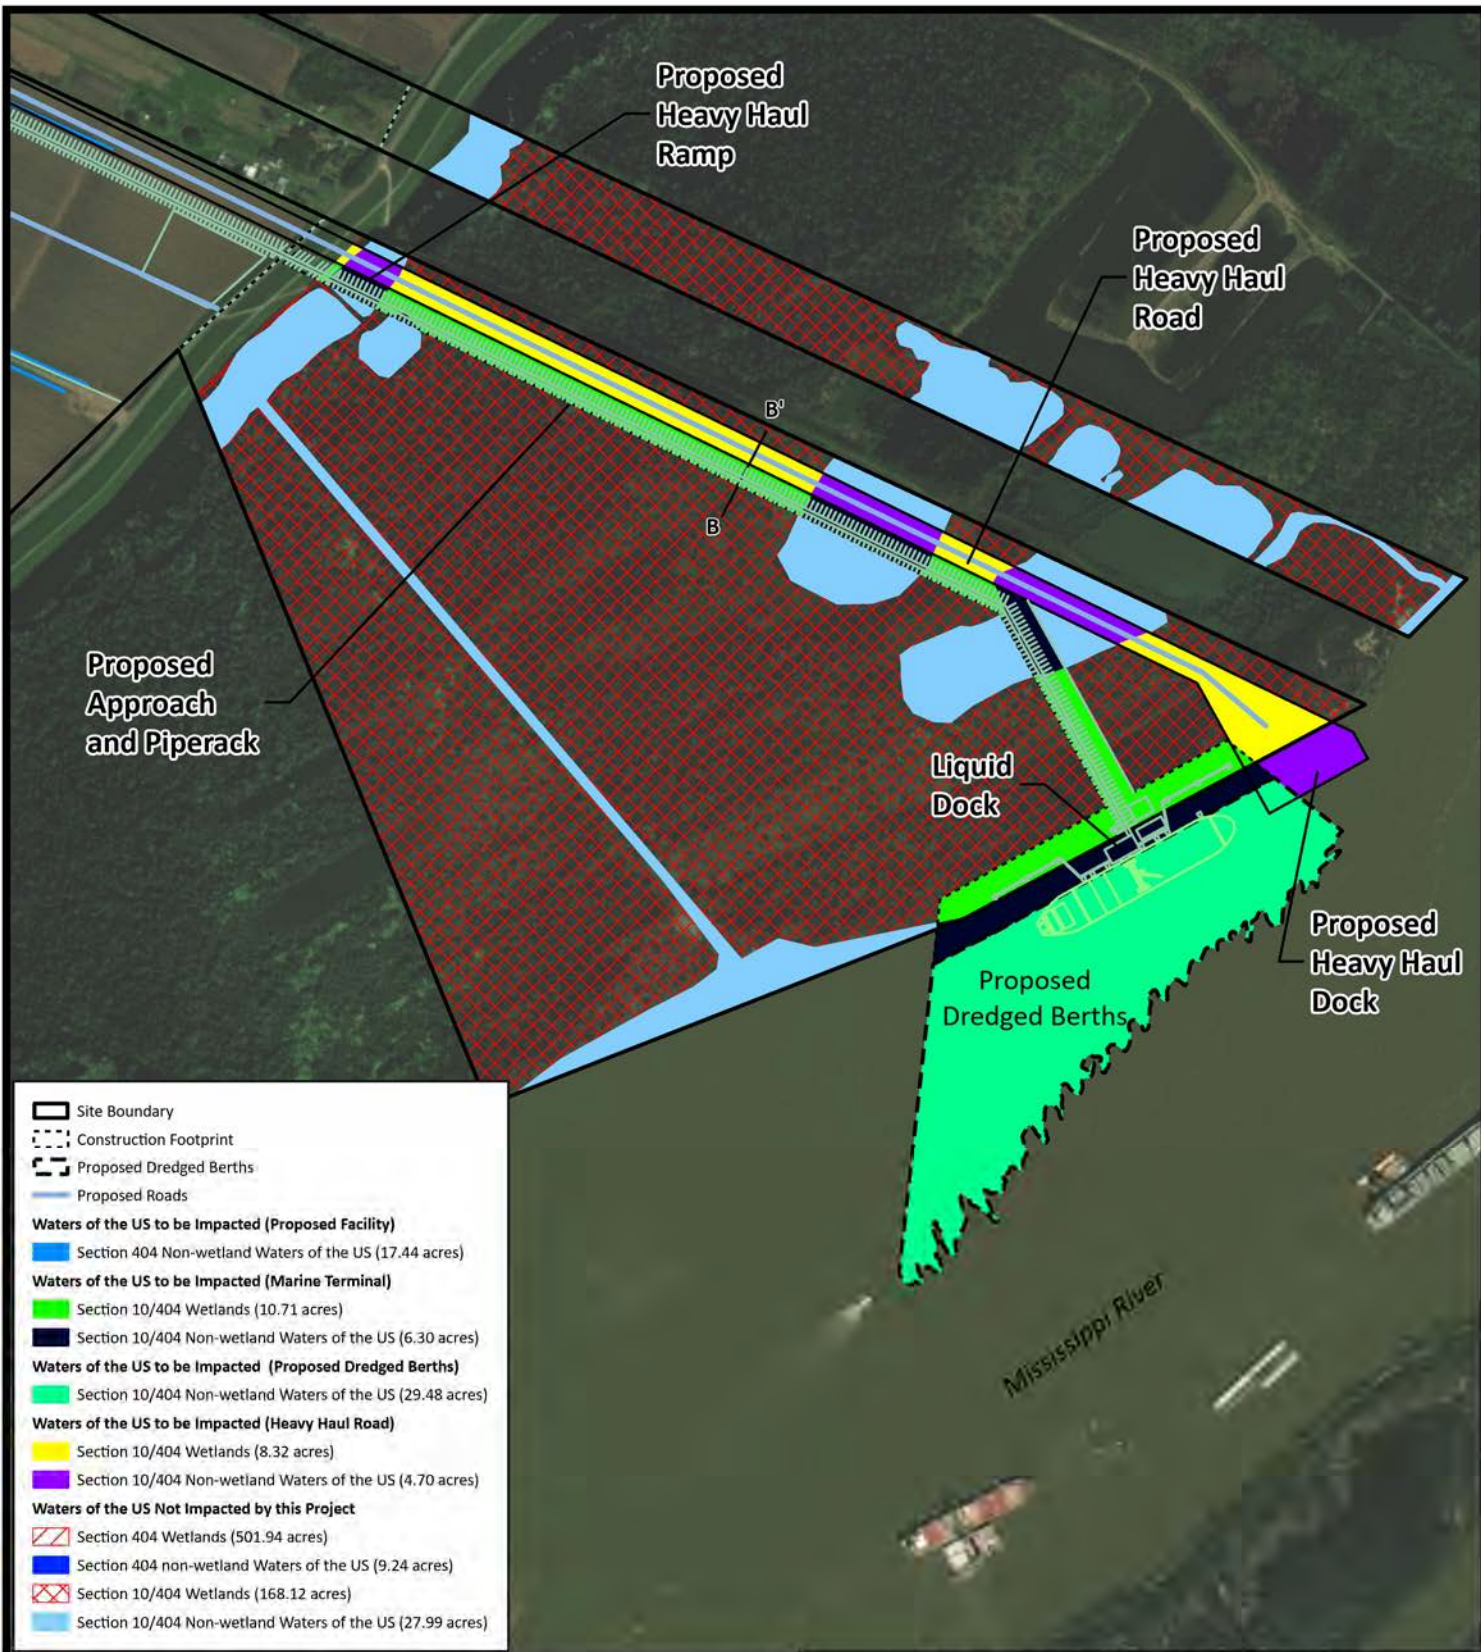 Proposed
Heavy Haul
Ramp
Proposed
Heavy Haul
Road
B'
B
Proposed
Approach
and Piperack
Liquid
Dock
Proposed
Dredged Berths
Proposed
Heavy Haul
Dock
Mississippi River
Site Boundary
Construction Footprint
Proposed Dredged Berths
Proposed Roads
Waters of the US to be Impacted (Proposed Facility)
Section 404 Non-wetland Waters of the US (17.44 acres)
Waters of the US to be Impacted (Marine Terminal)
Section 10/404 Wetlands (10.71 acres)
Section 10/404 Non-wetland Waters of the US (6.30 acres)
Waters of the US to be Impacted (Proposed Dredged Berths)
Section 10/404 Non-wetland Waters of the US (29.48 acres)
Waters of the US to be Impacted (Heavy Haul Road)
Section 10/404 Wetlands (8.32 acres)
Section 10/404 Non-wetland Waters of the US (4.70 acres)
Waters of the US Not Impacted by this Project
Section 404 Wetlands (501.94 acres)
Section 404 non-wetland Waters of the US (9.24 acres)
Section 10/404 Wetlands (168.12 acres)
Section 10/404 Non-wetland Waters of the US (27.99 acres)